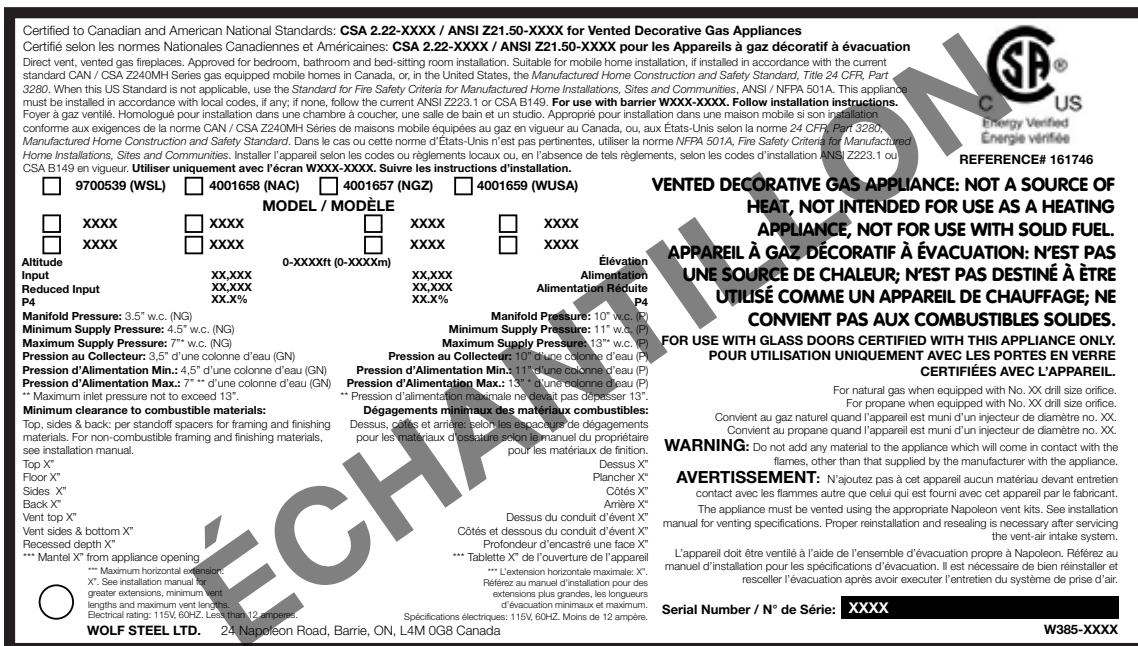 Certified to Canadian and American National Standards: CSA 2.22-XXXX / ANSI Z21.50-XXXX for Vented Decorative Gas Appliances
Certifié selon les normes Nationales Canadiennes et Américaines: CSA 2.22-XXXX / ANSI Z21.50-XXXX pour les Appareils à gaz décoratif à évacuation
Direct vent, vented gas fireplaces. Approved for bedroom, bathroom and bed-sitting room installation. Suitable for mobile home installation, if installed in accordance with the current
standard CAN / CSA Z240MH Series gas equipped mobile homes in Canada, or, in the United States, the Manufactured Home Construction and Safety Standard, Title 24 CFR, Part
3280. When this US Standard is not applicable, use the Standard for Fire Safety Criteria for Manufactured Home Installations, Sites and Communities, ANSI / NFPA 501A. This appliance
must be installed in accordance with local codes, if any; if none, follow the current ANSI Z223.1 or CSA B149. For use with barrier WXXX-XXXX. Follow installation instructions.
Foyer à gaz ventilé. Homologué pour installation dans une chambre à coucher, une salle de bain et un studio. Approprié pour installation dans une maison mobile si son installation
conforme aux exigences de la norme CAN / CSA Z240MH Séries de maisons mobile équipées au gaz en vigueur au Canada, ou, aux États-Unis selon la norme 24 CFR, Part 3280,
Manufactured Home Construction and Safety Standard. Dans le cas ou cette norme d'États-Unis n'est pas pertinentes, utiliser la norme NFPA 501A, Fire Safety Criteria for Manufactured
Home Installations, Sites and Communities. Installer l'appareil selon les codes ou règlements locaux ou, en l'absence de tels règlements, selon les codes d'installation ANSI Z223.1 ou
CSA B149 en vigueur. Utiliser uniquement avec l'écran WXXX-XXXX. Suivre les instructions d'installation.
SA®
C US
Energy Verified
Énergie vérifiée
REFERENCE# 161746
9700539 (WSL) 4001658 (NAC) 4001657 (NGZ) 4001659 (WUSA)
MODEL / MODÈLE
XXXX XXXX XXXX XXXX
XXXX XXXX XXXX XXXX
Altitude 0-XXXXft (0-XXXXm) Élévation
Input XX,XXX XX,XXX Alimentation
Reduced Input XX,XXX XX,XXX Alimentation Réduite
P4 XX.X% XX.X% P4
Manifold Pressure: 3.5" w.c. (NG) Manifold Pressure: 10" w.c. (P)
Minimum Supply Pressure: 4.5" w.c. (NG) Minimum Supply Pressure: 11" w.c. (P)
Maximum Supply Pressure: 7"* w.c. (NG) Maximum Supply Pressure: 13"* w.c. (P)
Pression au Collecteur: 3,5" d'une colonne d'eau (GN) Pression au Collecteur: 10" d'une colonne d'eau (P)
Pression d'Alimentation Min.: 4,5" d'une colonne d'eau (GN) Pression d'Alimentation Min.: 11" d'une colonne d'eau (P)
Pression d'Alimentation Max.: 7" ** d'une colonne d'eau (GN) Pression d'Alimentation Max.: 13" * d'une colonne d'eau (P)
** Maximum inlet pressure not to exceed 13". ** Pression d'alimentation maximale ne devait pas dépasser 13".
Minimum clearance to combustible materials: Dégagements minimaux des matériaux combustibles:
Top, sides & back: per standoff spacers for framing and finishing Dessus, côtés et arrière: selon les espaceurs de dégagements
materials. For non-combustible framing and finishing materials, pour les matériaux d'ossature selon le manuel du propriétaire
see installation manual. pour les matériaux de finition.
Top X" Dessus X"
Floor X" Plancher X"
Sides X" Côtés X"
Back X" Arrière X"
Vent top X" Dessus du conduit d'évent X"
Vent sides & bottom X" Côtés et dessous du conduit d'évent X"
Recessed depth X" Profondeur d'encastré une face X"
*** Mantel X" from appliance opening *** Tablette X" de l'ouverture de l'appareil
*** Maximum horizontal extension: *** L'extension horizontale maximale: X".
X". See installation manual for Référez au manuel d'installation pour des
greater extensions, minimum vent extensions plus grandes, les longueurs
lengths and maximum vent lengths. d'évacuation minimaux et maximum.
Electrical rating: 115V, 60HZ. Less than 12 amperes. Spécifications électriques: 115V, 60HZ. Moins de 12 ampère.
WOLF STEEL LTD. 24 Napoleon Road, Barrie, ON, L4M 0G8 Canada
VENTED DECORATIVE GAS APPLIANCE: NOT A SOURCE OF
HEAT, NOT INTENDED FOR USE AS A HEATING
APPLIANCE, NOT FOR USE WITH SOLID FUEL.
APPAREIL À GAZ DÉCORATIF À ÉVACUATION: N'EST PAS
UNE SOURCE DE CHALEUR; N'EST PAS DESTINÉ À ÈTRE
UTILISÉ COMME UN APPAREIL DE CHAUFFAGE; NE
CONVIENT PAS AUX COMBUSTIBLES SOLIDES.
FOR USE WITH GLASS DOORS CERTIFIED WITH THIS APPLIANCE ONLY.
POUR UTILISATION UNIQUEMENT AVEC LES PORTES EN VERRE
CERTIFIÉES AVEC L'APPAREIL.
For natural gas when equipped with No. XX drill size orifice.
For propane when equipped with No. XX drill size orifice.
Convient au gaz naturel quand l'appareil est muni d'un injecteur de diamètre no. XX.
Convient au propane quand l'appareil est muni d'un injecteur de diamètre no. XX.
WARNING: Do not add any material to the appliance which will come in contact with the
flames, other than that supplied by the manufacturer with the appliance.
AVERTISSEMENT: N'ajoutez pas à cet appareil aucun matériau devant entretien
contact avec les flammes autre que celui qui est fourni avec cet appareil par le fabricant.
The appliance must be vented using the appropriate Napoleon vent kits. See installation
manual for venting specifications. Proper reinstallation and resealing is necessary after servicing
the vent-air intake system.
L'appareil doit être ventilé à l'aide de l'ensemble d'évacuation propre à Napoleon. Référez au
manuel d'installation pour les spécifications d'évacuation. Il est nécessaire de bien réinstaller et
resceller l'évacuation après avoir executer l'entretien du système de prise d'air.
Serial Number / N° de Série: XXXX
W385-XXXX
ÉCHANTILLON